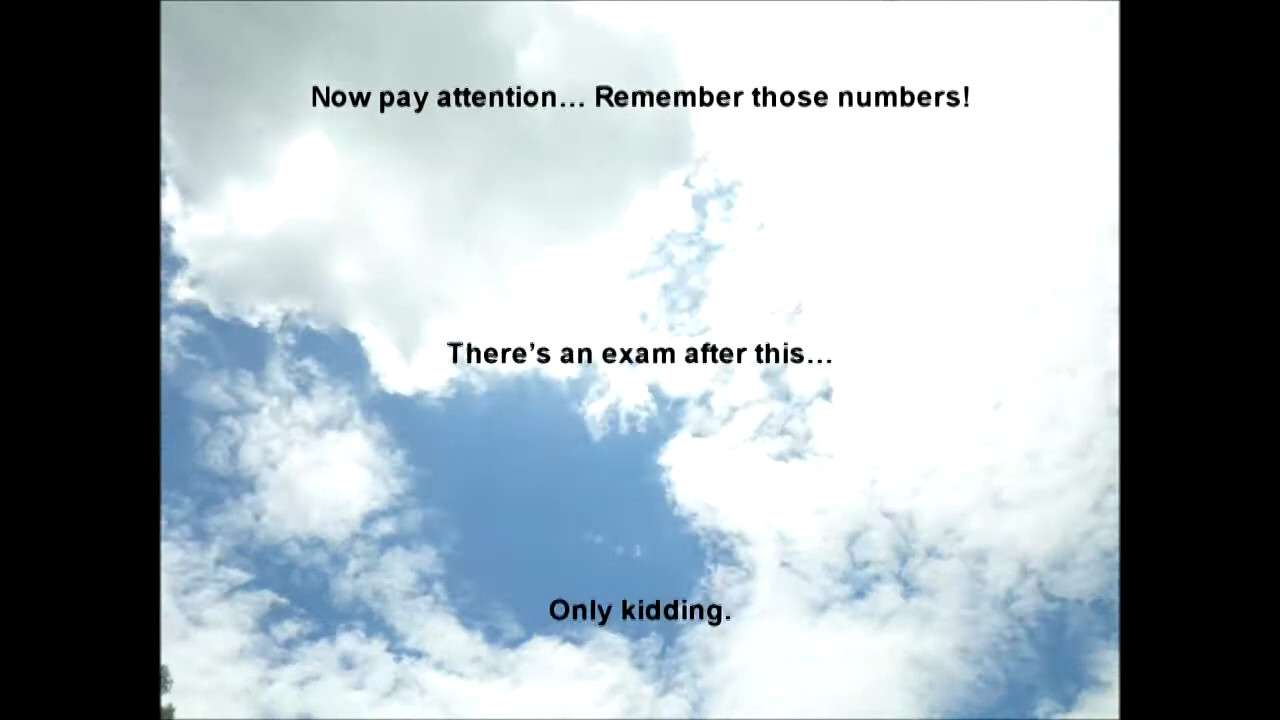 Now pay attention… Remember those numbers!
There’s an exam after this…
Only kidding.